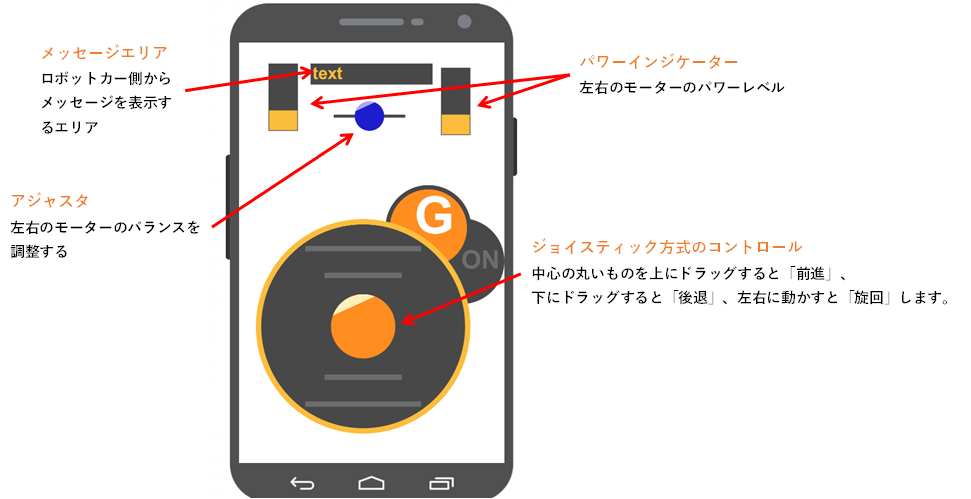 メッセージエリア
ロボットカー側から
メッセージを表示す
るエリア
text
パワーインジケーター
左右のモーターのパワーレベル
アジャスタ
左右のモーターのバランスを
調整する
G
ON
ジョイスティック方式のコントロール
中心の丸いものを上にドラッグすると「前進」、
下にドラッグすると「後退」、左右に動かすと「旋回」します。